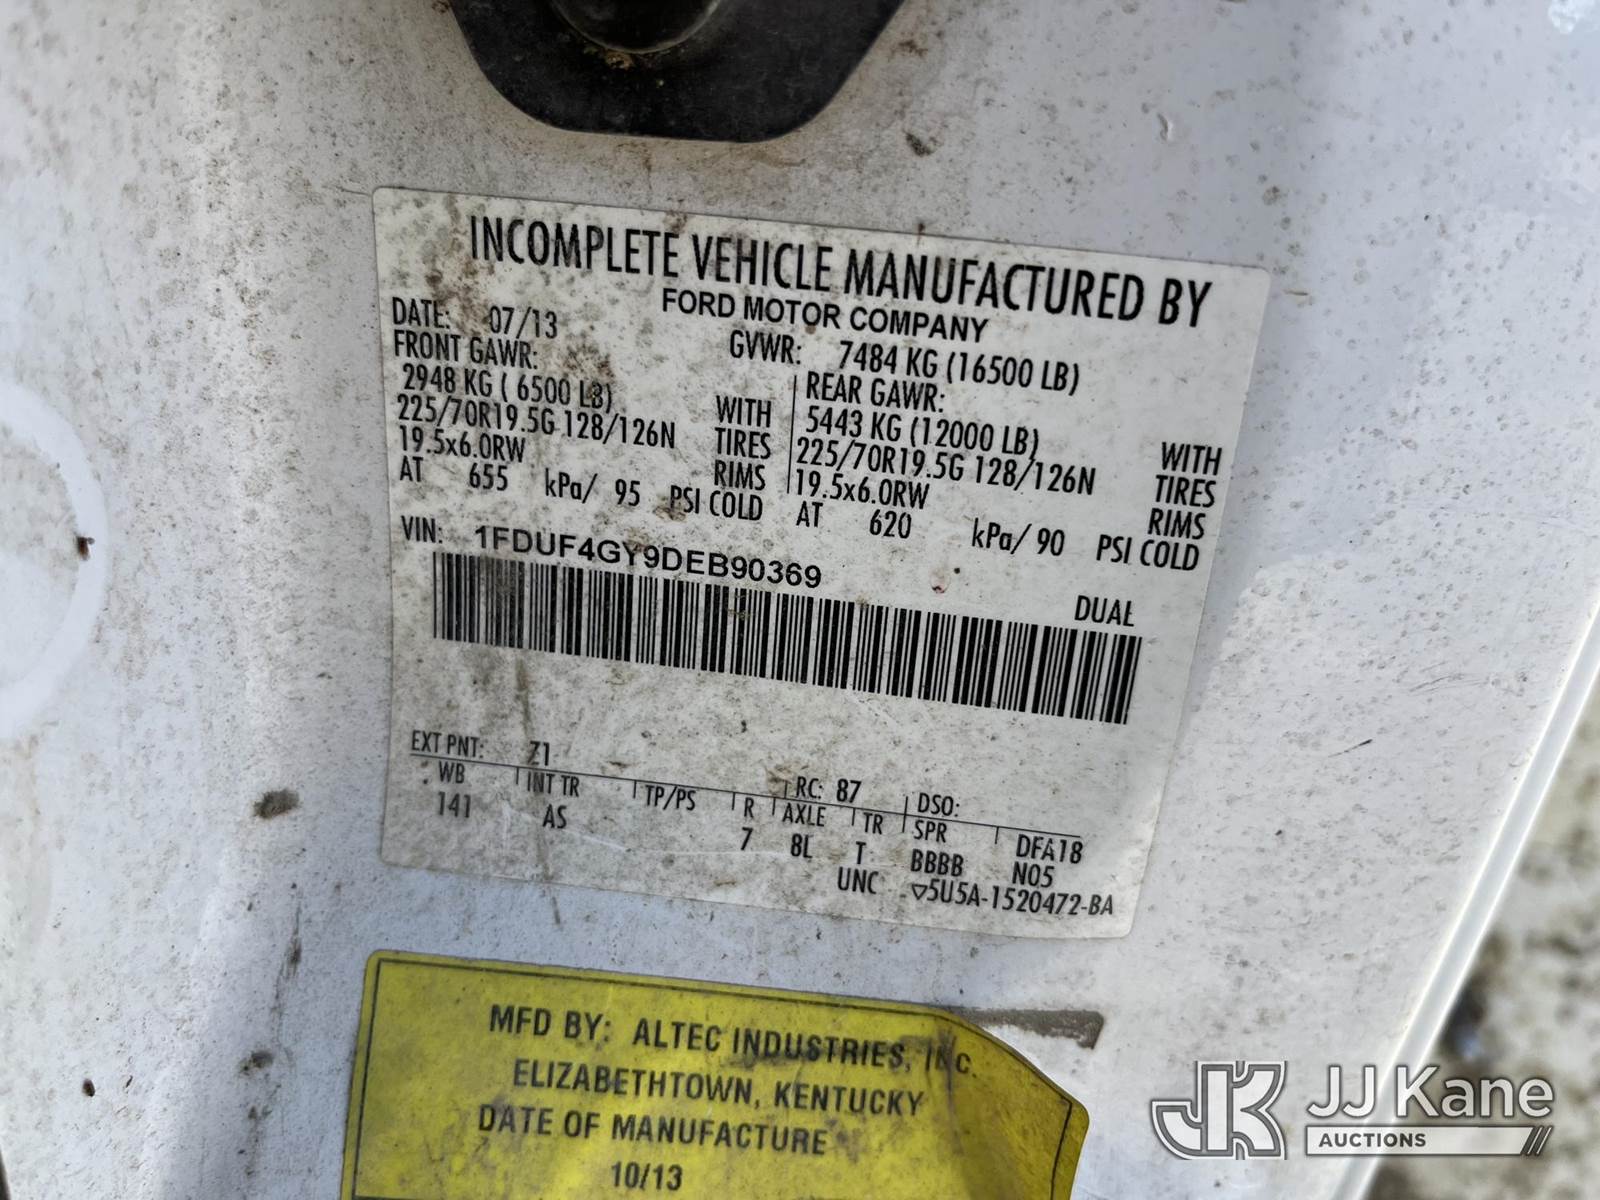 INCOMPLETE VEHICLE MANUFACTURED BY
FORD MOTOR COMPANY
DATE: 07/13 GVWR: 7484 KG (16500 LB)
FRONT GAWR: REAR GAWR:
2948 KG ( 6500 LB) WITH 5443 KG (12000 LB) WITH
225/70R19.5G 128/126N TIRES 225/70R19.5G 128/126N TIRES
19.5x6.0RW RIMS 19.5x6.0RW RIMS
AT 655 kPa/ 95 PSI COLD AT 620 kPa/ 90 PSI COLD
VIN: 1FDUF4GY9DEB90369
DUAL
EXT PNT: Z1 RC: 87 DSO:
WB INT TR TP/PS R AXLE TR SPR DFA18
141 AS 7 8L T BBBB N05
UNC ▽5U5A-1520472-BA
MFD BY: ALTEC INDUSTRIES, INC.
ELIZABETHTOWN, KENTUCKY
DATE OF MANUFACTURE
10/13
JK JJ Kane
AUCTIONS